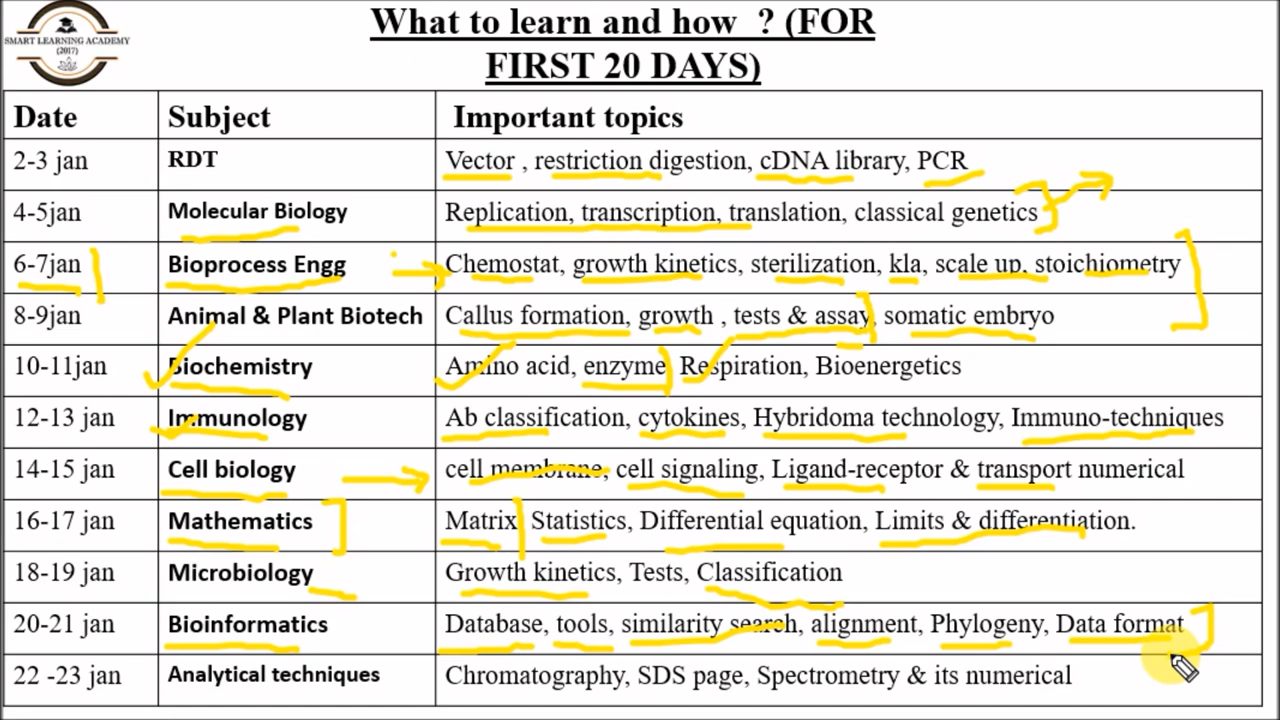 What to learn and how ? (FOR
FIRST 20 DAYS)
SMART LEARNING ACADEMY
(2017)
Date Subject Important topics
2-3 jan RDT Vector , restriction digestion, cDNA library, PCR
4-5jan Molecular Biology Replication, transcription, translation, classical genetics
6-7jan Bioprocess Engg Chemostat, growth kinetics, sterilization, kla, scale up, stoichiometry
8-9jan Animal & Plant Biotech Callus formation, growth , tests & assay, somatic embryo
10-11jan Biochemistry Amino acid, enzyme, Respiration, Bioenergetics
12-13 jan Immunology Ab classification, cytokines, Hybridoma technology, Immuno-techniques
14-15 jan Cell biology cell membrane, cell signaling, Ligand-receptor & transport numerical
16-17 jan Mathematics Matrix, Statistics, Differential equation, Limits & differentiation.
18-19 jan Microbiology Growth kinetics, Tests, Classification
20-21 jan Bioinformatics Database, tools, similarity search, alignment, Phylogeny, Data format
22 -23 jan Analytical techniques Chromatography, SDS page, Spectrometry & its numerical